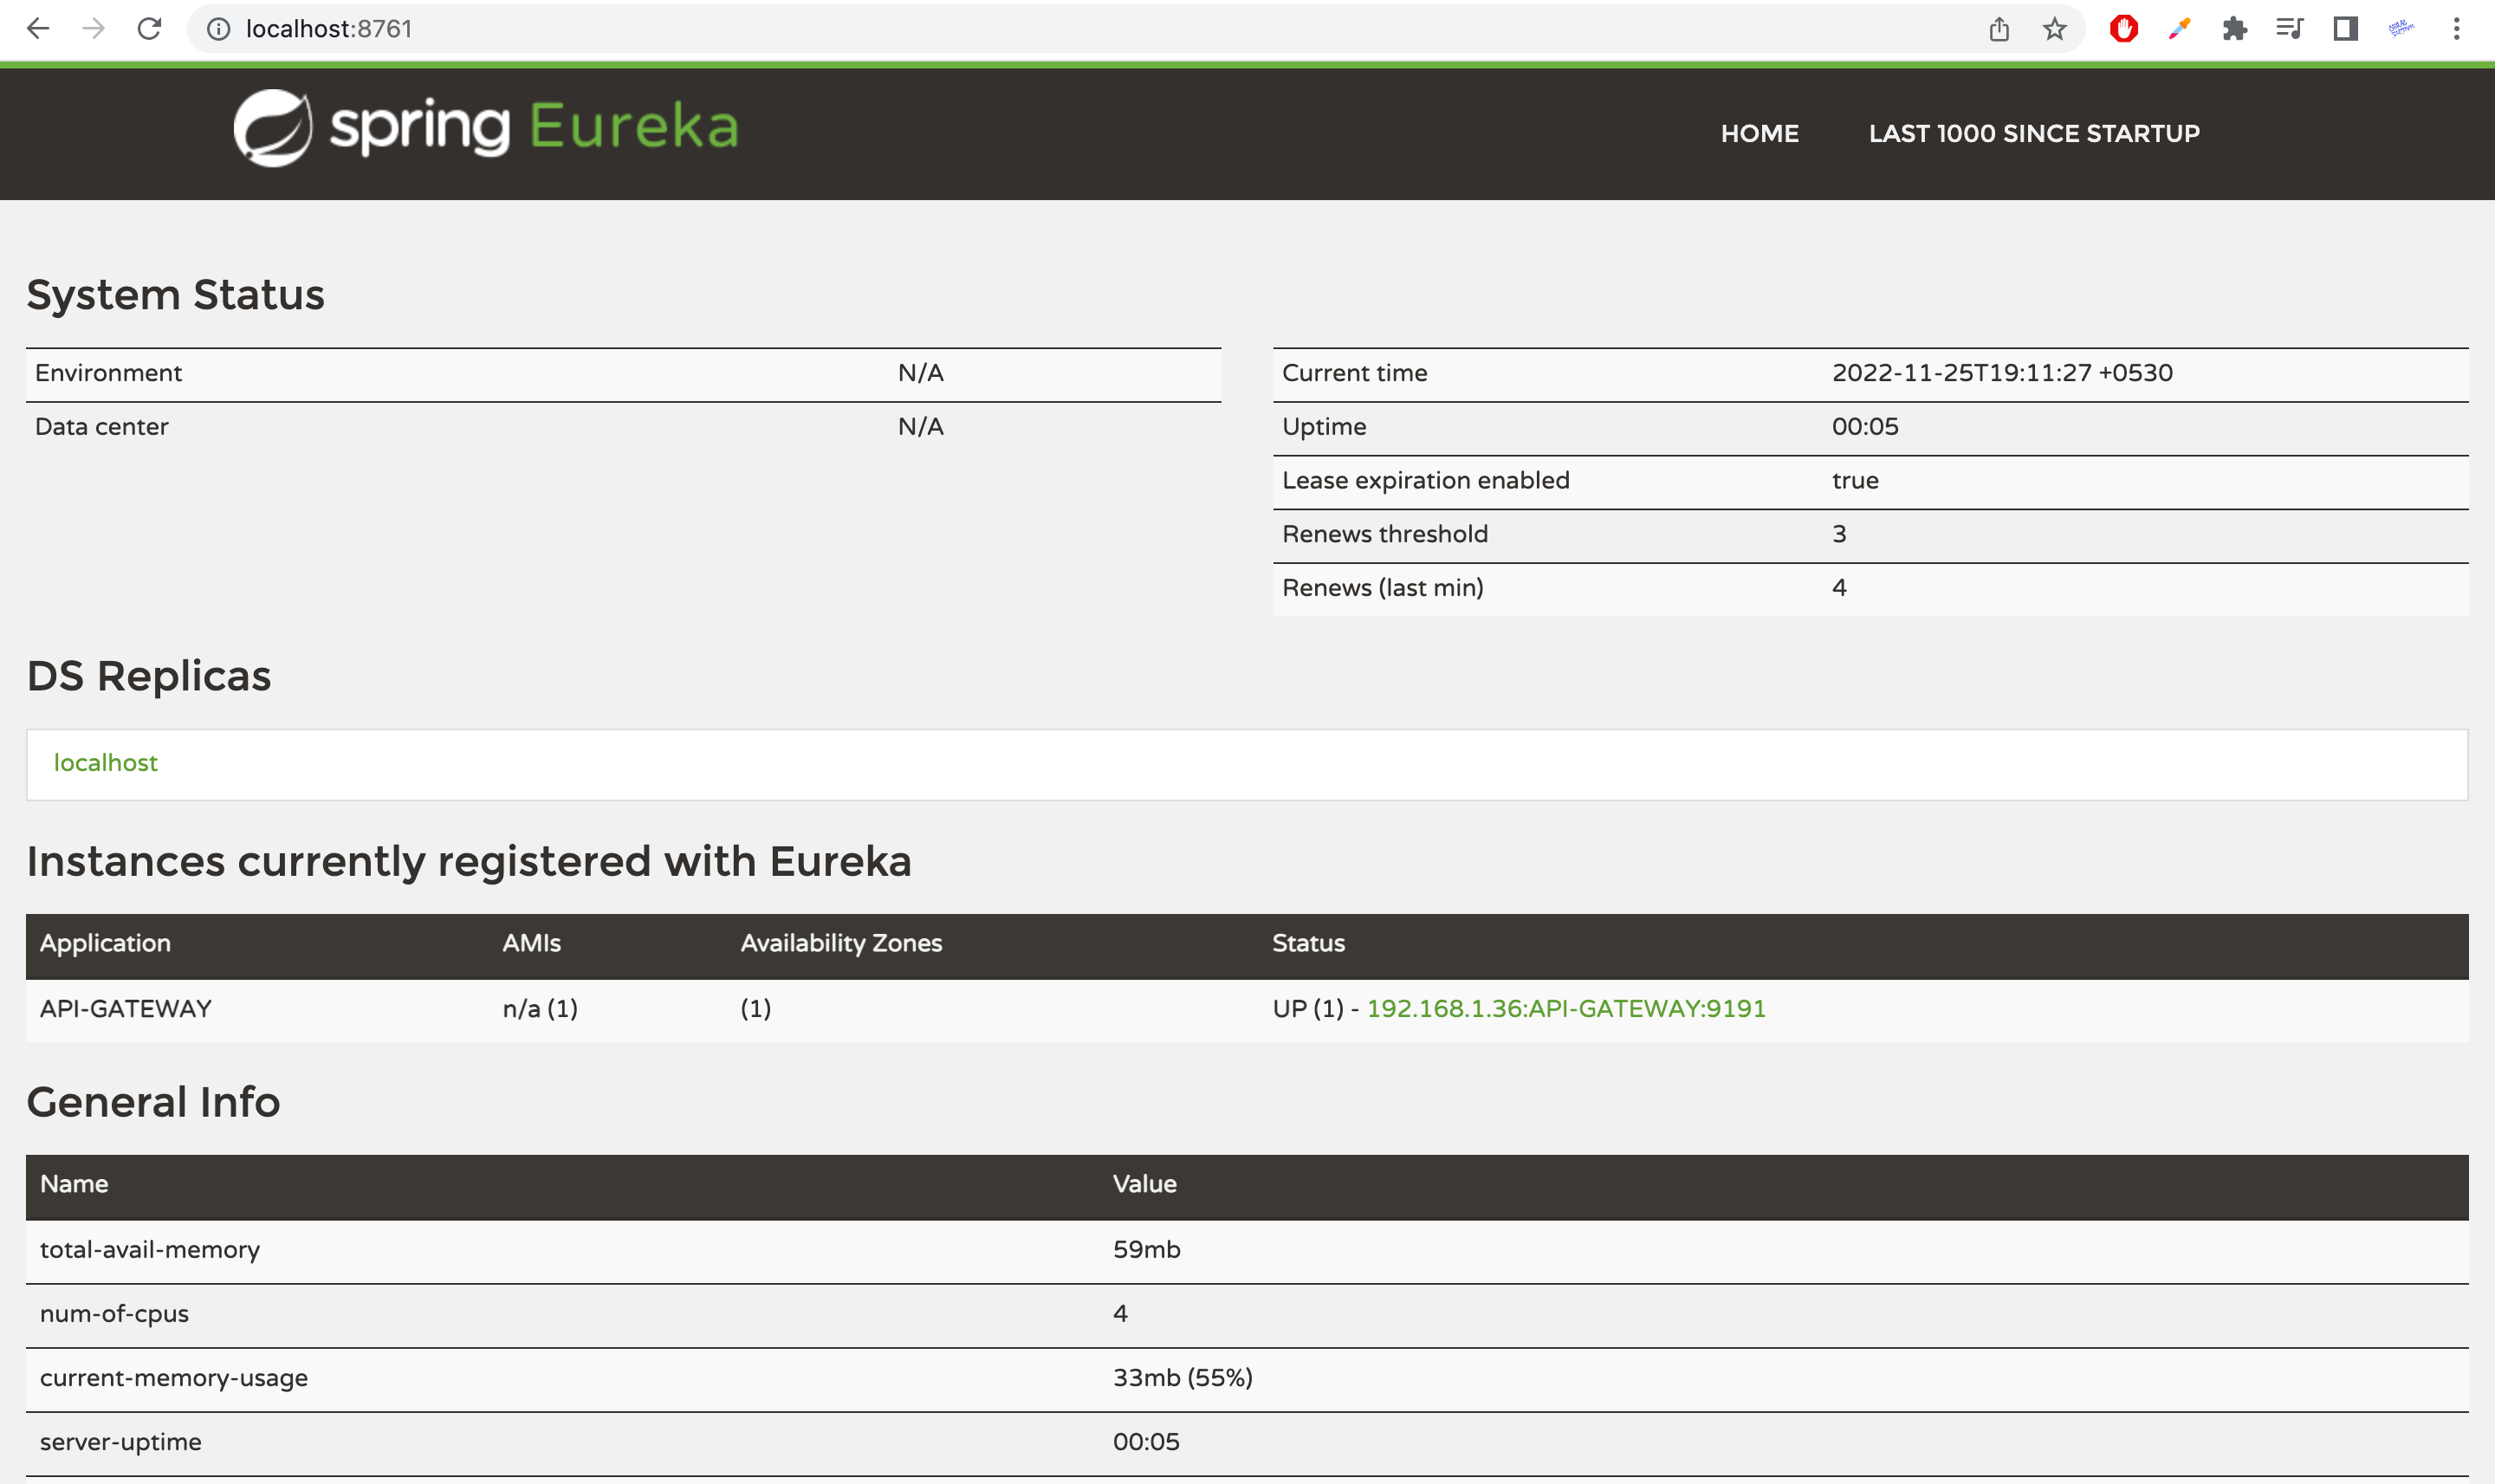 localhost:8761
spring Eureka
HOME LAST 1000 SINCE STARTUP
System Status
Environment N/A
Data center N/A
Current time 2022-11-25T19:11:27 +0530
Uptime 00:05
Lease expiration enabled true
Renews threshold 3
Renews (last min) 4
DS Replicas
localhost
Instances currently registered with Eureka
Application AMIs Availability Zones Status
API-GATEWAY n/a (1) (1) UP (1) - 192.168.1.36:API-GATEWAY:9191
General Info
Name Value
total-avail-memory 59mb
num-of-cpus 4
current-memory-usage 33mb (55%)
server-uptime 00:05